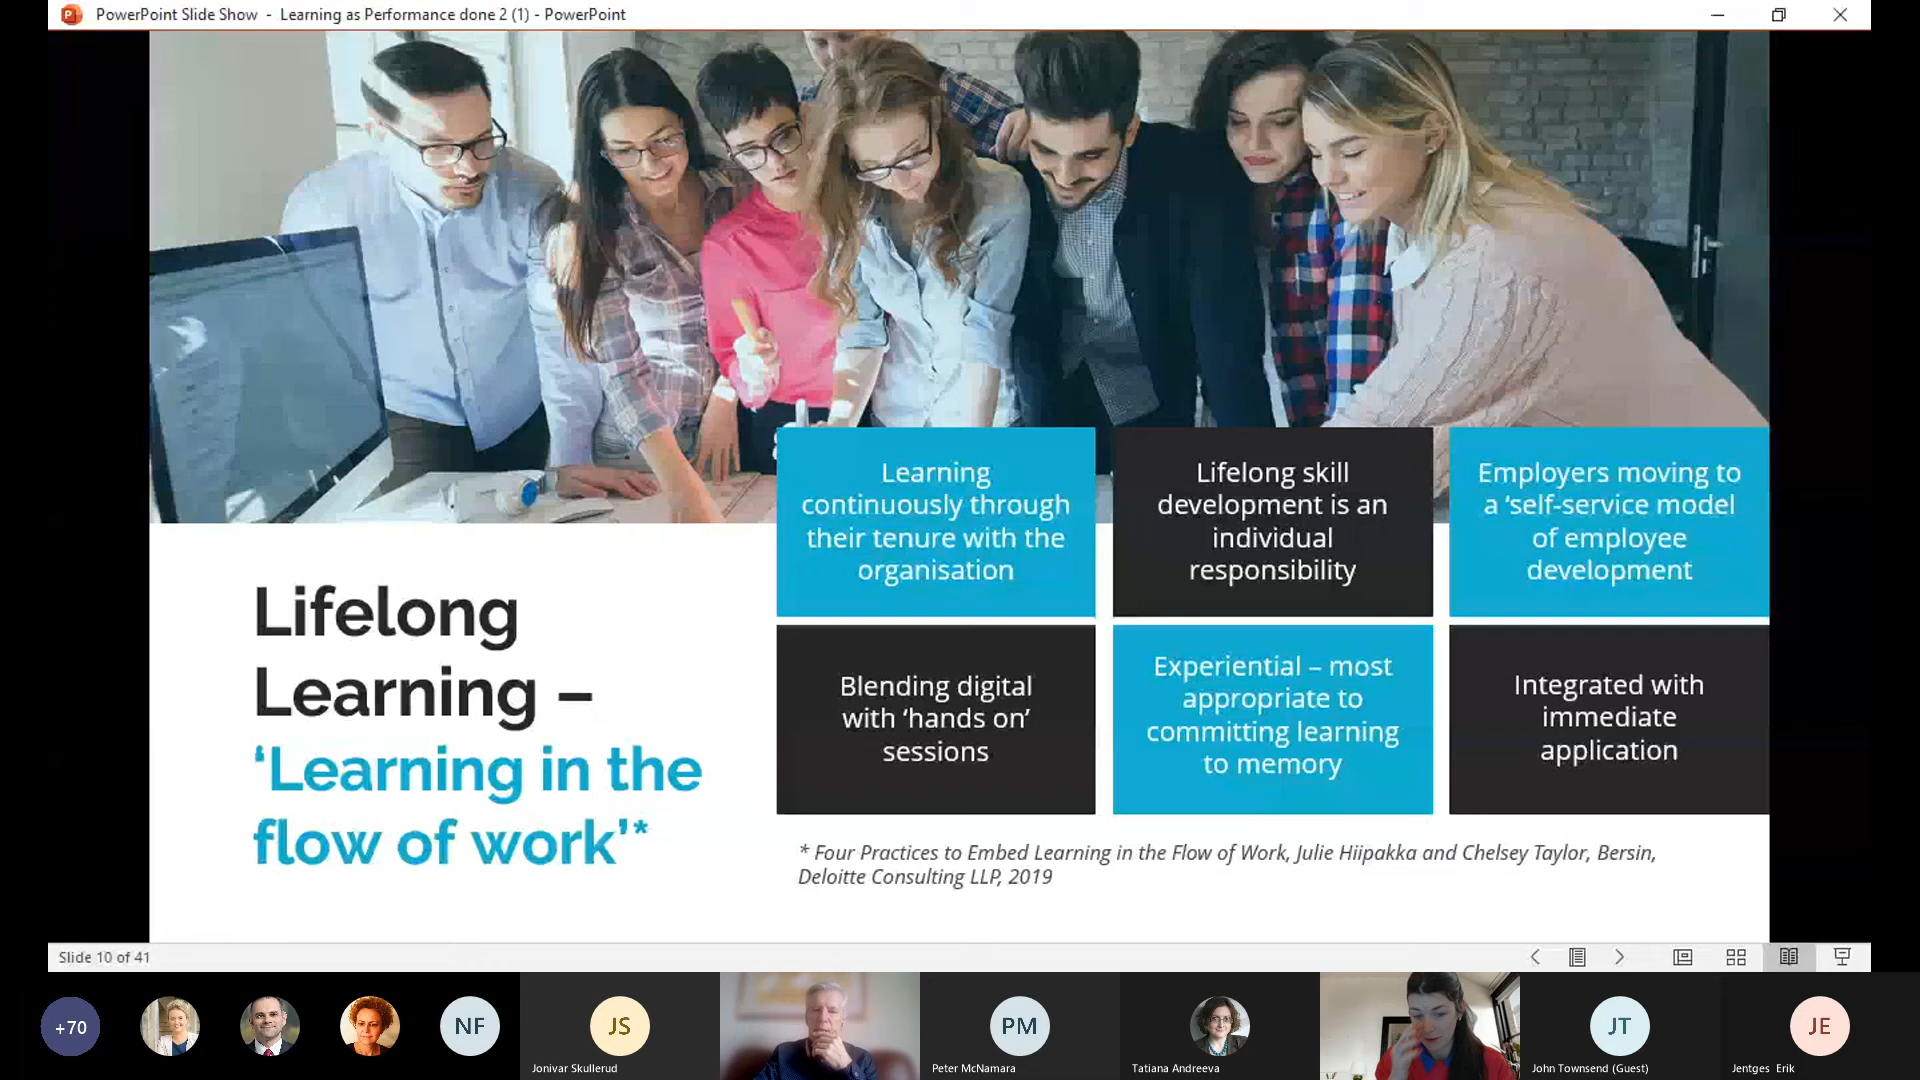 PowerPoint Slide Show - Learning as Performance done 2 (1) - PowerPoint
Learning
continuously through
their tenure with the
organisation
Lifelong skill
development is an
individual
responsibility
Employers moving to
a ‘self-service model
of employee
development
Lifelong
Learning –
‘Learning in the
flow of work’*
Blending digital
with ‘hands on’
sessions
Experiential – most
appropriate to
committing learning
to memory
Integrated with
immediate
application
* Four Practices to Embed Learning in the Flow of Work, Julie Hiipakka and Chelsey Taylor, Bersin,
Deloitte Consulting LLP, 2019
Slide 10 of 41
+70
NF
JS
Jonivar Skullerud
PM
Peter McNamara
Tatiana Andreeva
JT
John Townsend (Guest)
JE
Jentges Erik